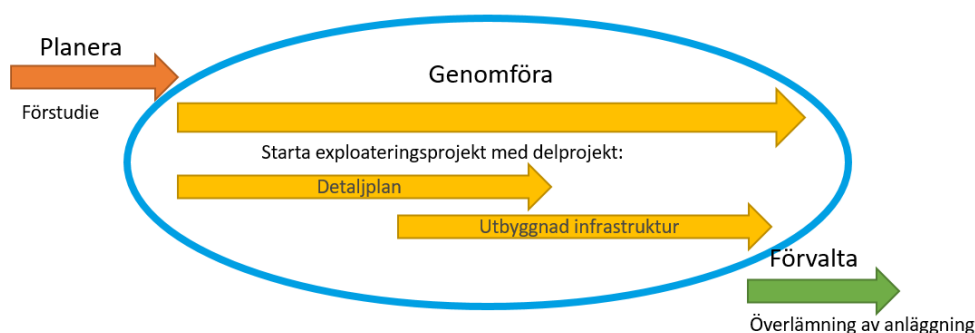 Planera
Genomföra
Förstudie
Starta exploateringsprojekt med delprojekt:
Detaljplan
Utbyggnad infrastruktur
Förvalta
Överlämning av anläggning